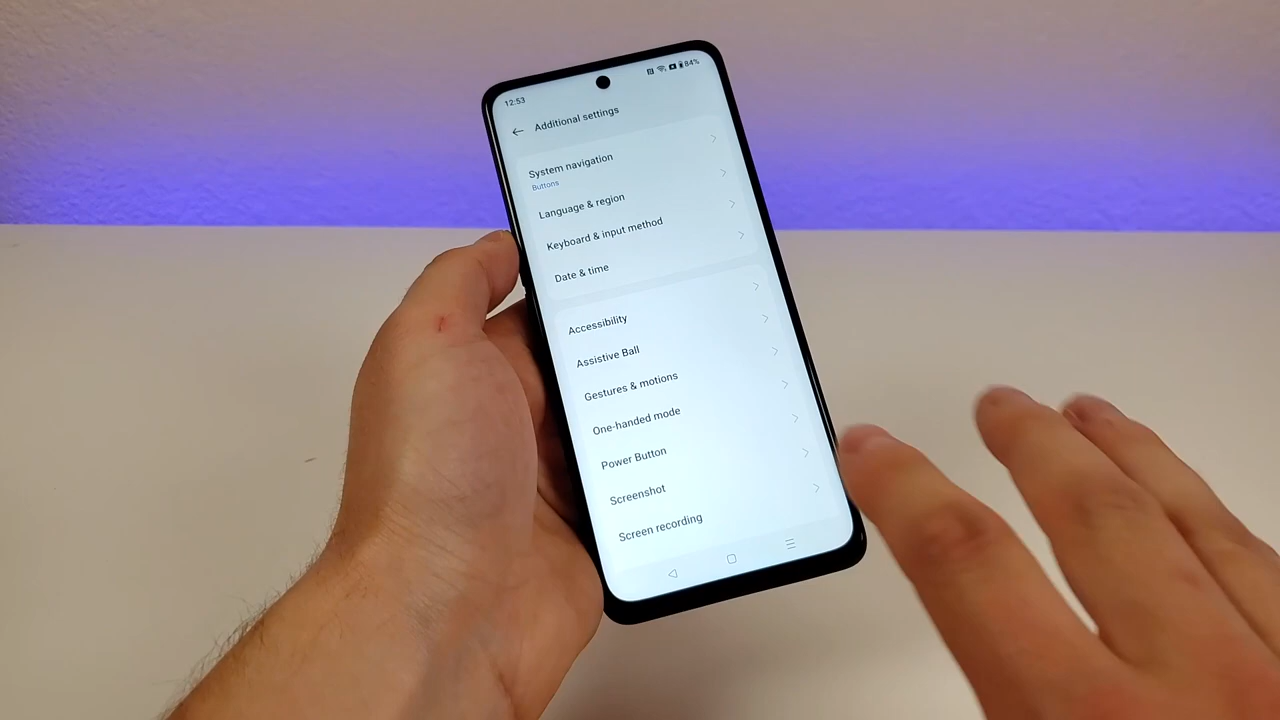 12:53
84%
Additional settings
System navigation
Buttons
Language & region
Keyboard & input method
Date & time
Accessibility
Assistive Ball
Gestures & motions
One-handed mode
Power Button
Screenshot
Screen recording